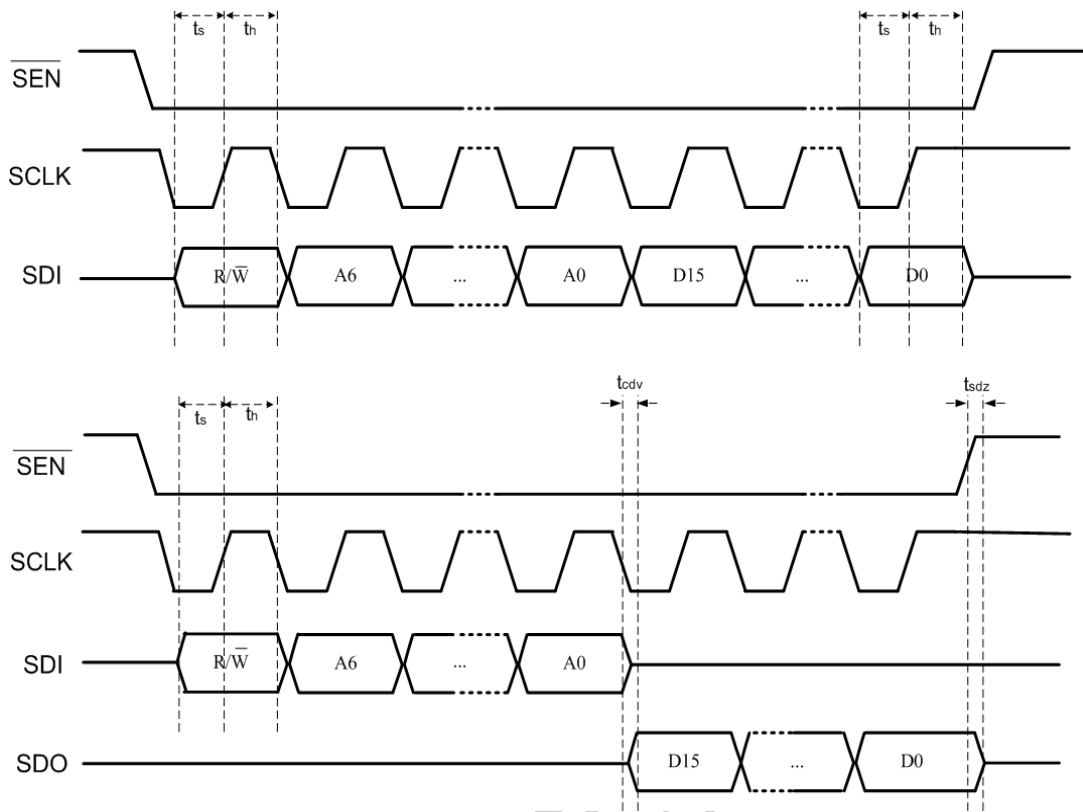 ts th ts th
SEN
SCLK
SDI R/W A6 ... A0 D15 ... D0
tcdv tsdz
ts th
SEN
SCLK
SDI R/W A6 ... A0
SDO D15 ... D0